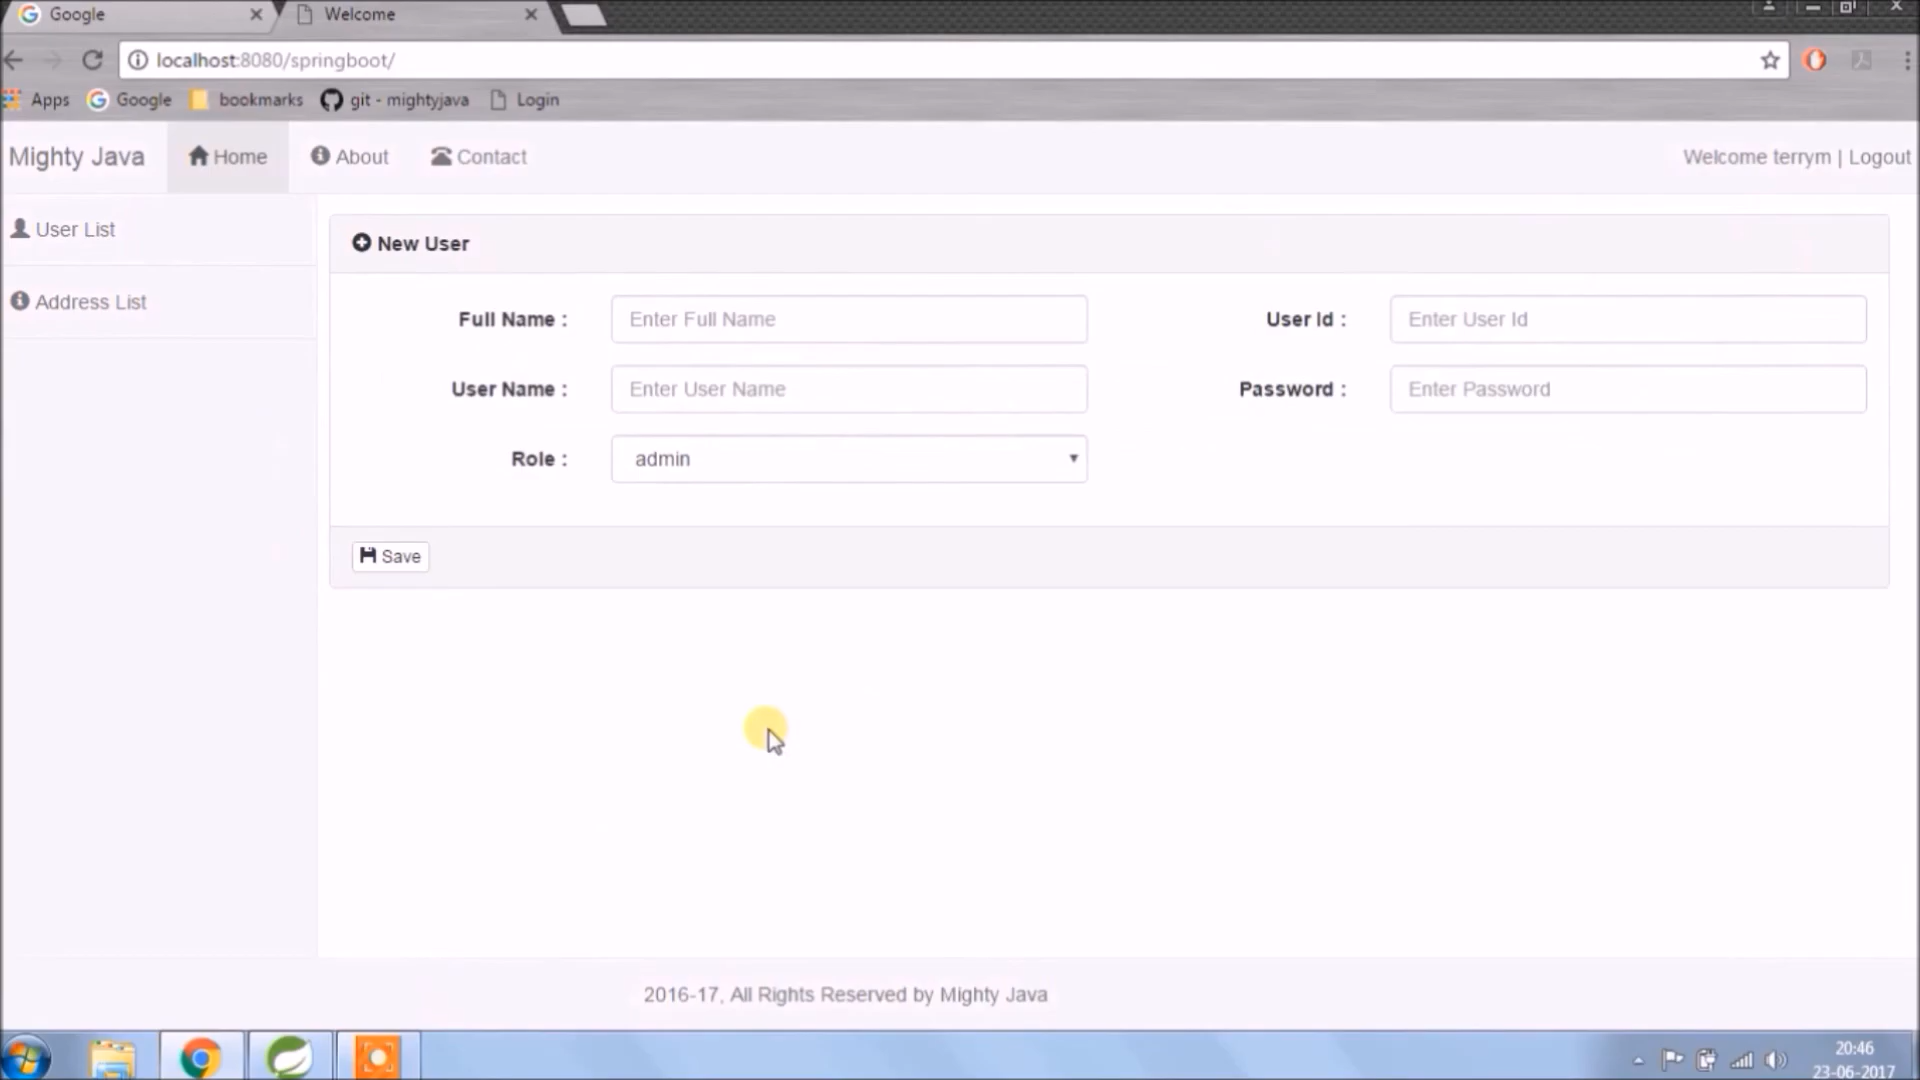 Google
Welcome
localhost:8080/springboot/
Apps Google bookmarks git - mightyjava Login
Mighty Java Home About Contact Welcome terrym | Logout
User List
Address List
New User
Full Name : Enter Full Name User Id : Enter User Id
User Name : Enter User Name Password : Enter Password
Role : admin
Save
2016-17, All Rights Reserved by Mighty Java
20:46
23-06-2017